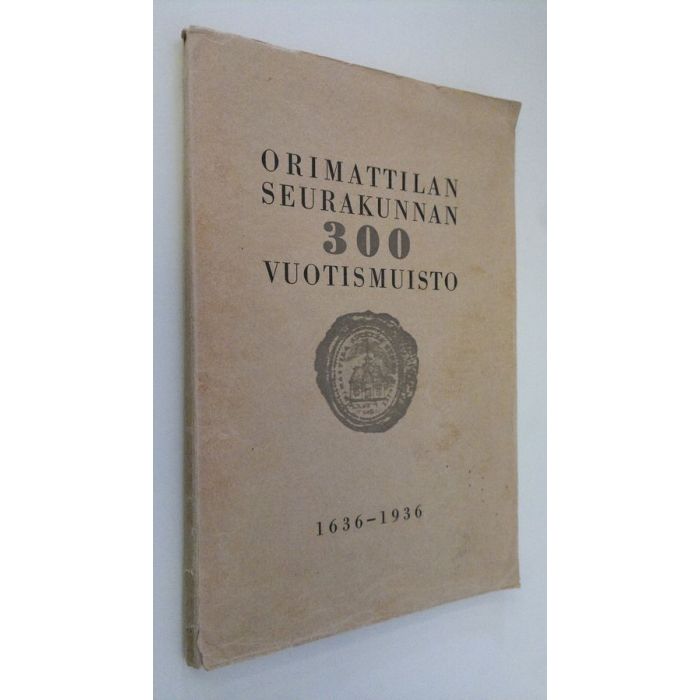 ORIMATTILAN
SEURAKUNNAN
300
VUOTISMUISTO
1636–1936